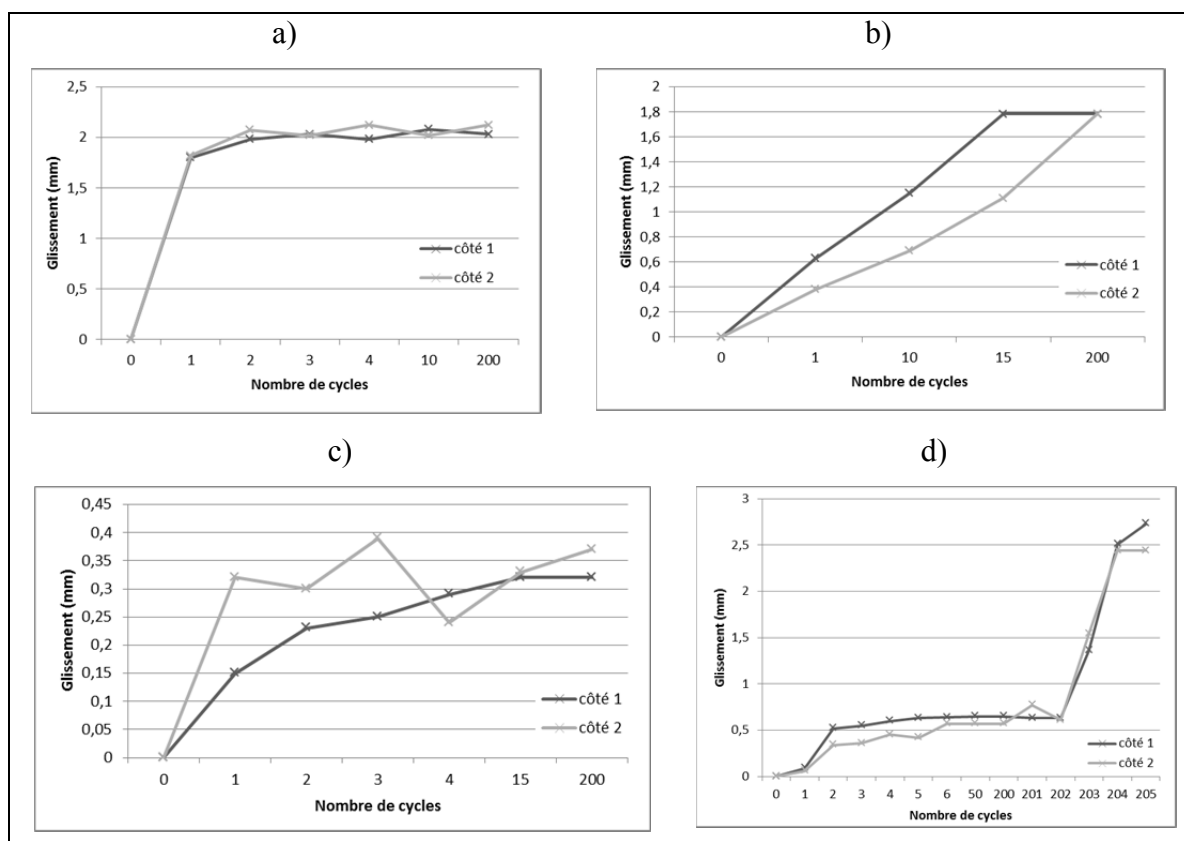 a)
2,5
2
1,5
1
0,5
0
Glissement (mm)
côté 1
côté 2
0 1 2 3 4 10 200
Nombre de cycles
b)
2
1,8
1,6
1,4
1,2
1
0,8
0,6
0,4
0,2
0
Glissement (mm)
côté 1
côté 2
0 1 10 15 200
Nombre de cycles
c)
0,45
0,4
0,35
0,3
0,25
0,2
0,15
0,1
0,05
0
Glissement (mm)
côté 1
côté 2
0 1 2 3 4 15 200
Nombre de cycles
d)
3
2,5
2
1,5
1
0,5
0
Glissement (mm)
côté 1
côté 2
0 1 2 3 4 5 6 50 200 201 202 203 204 205
Nombre de cycles